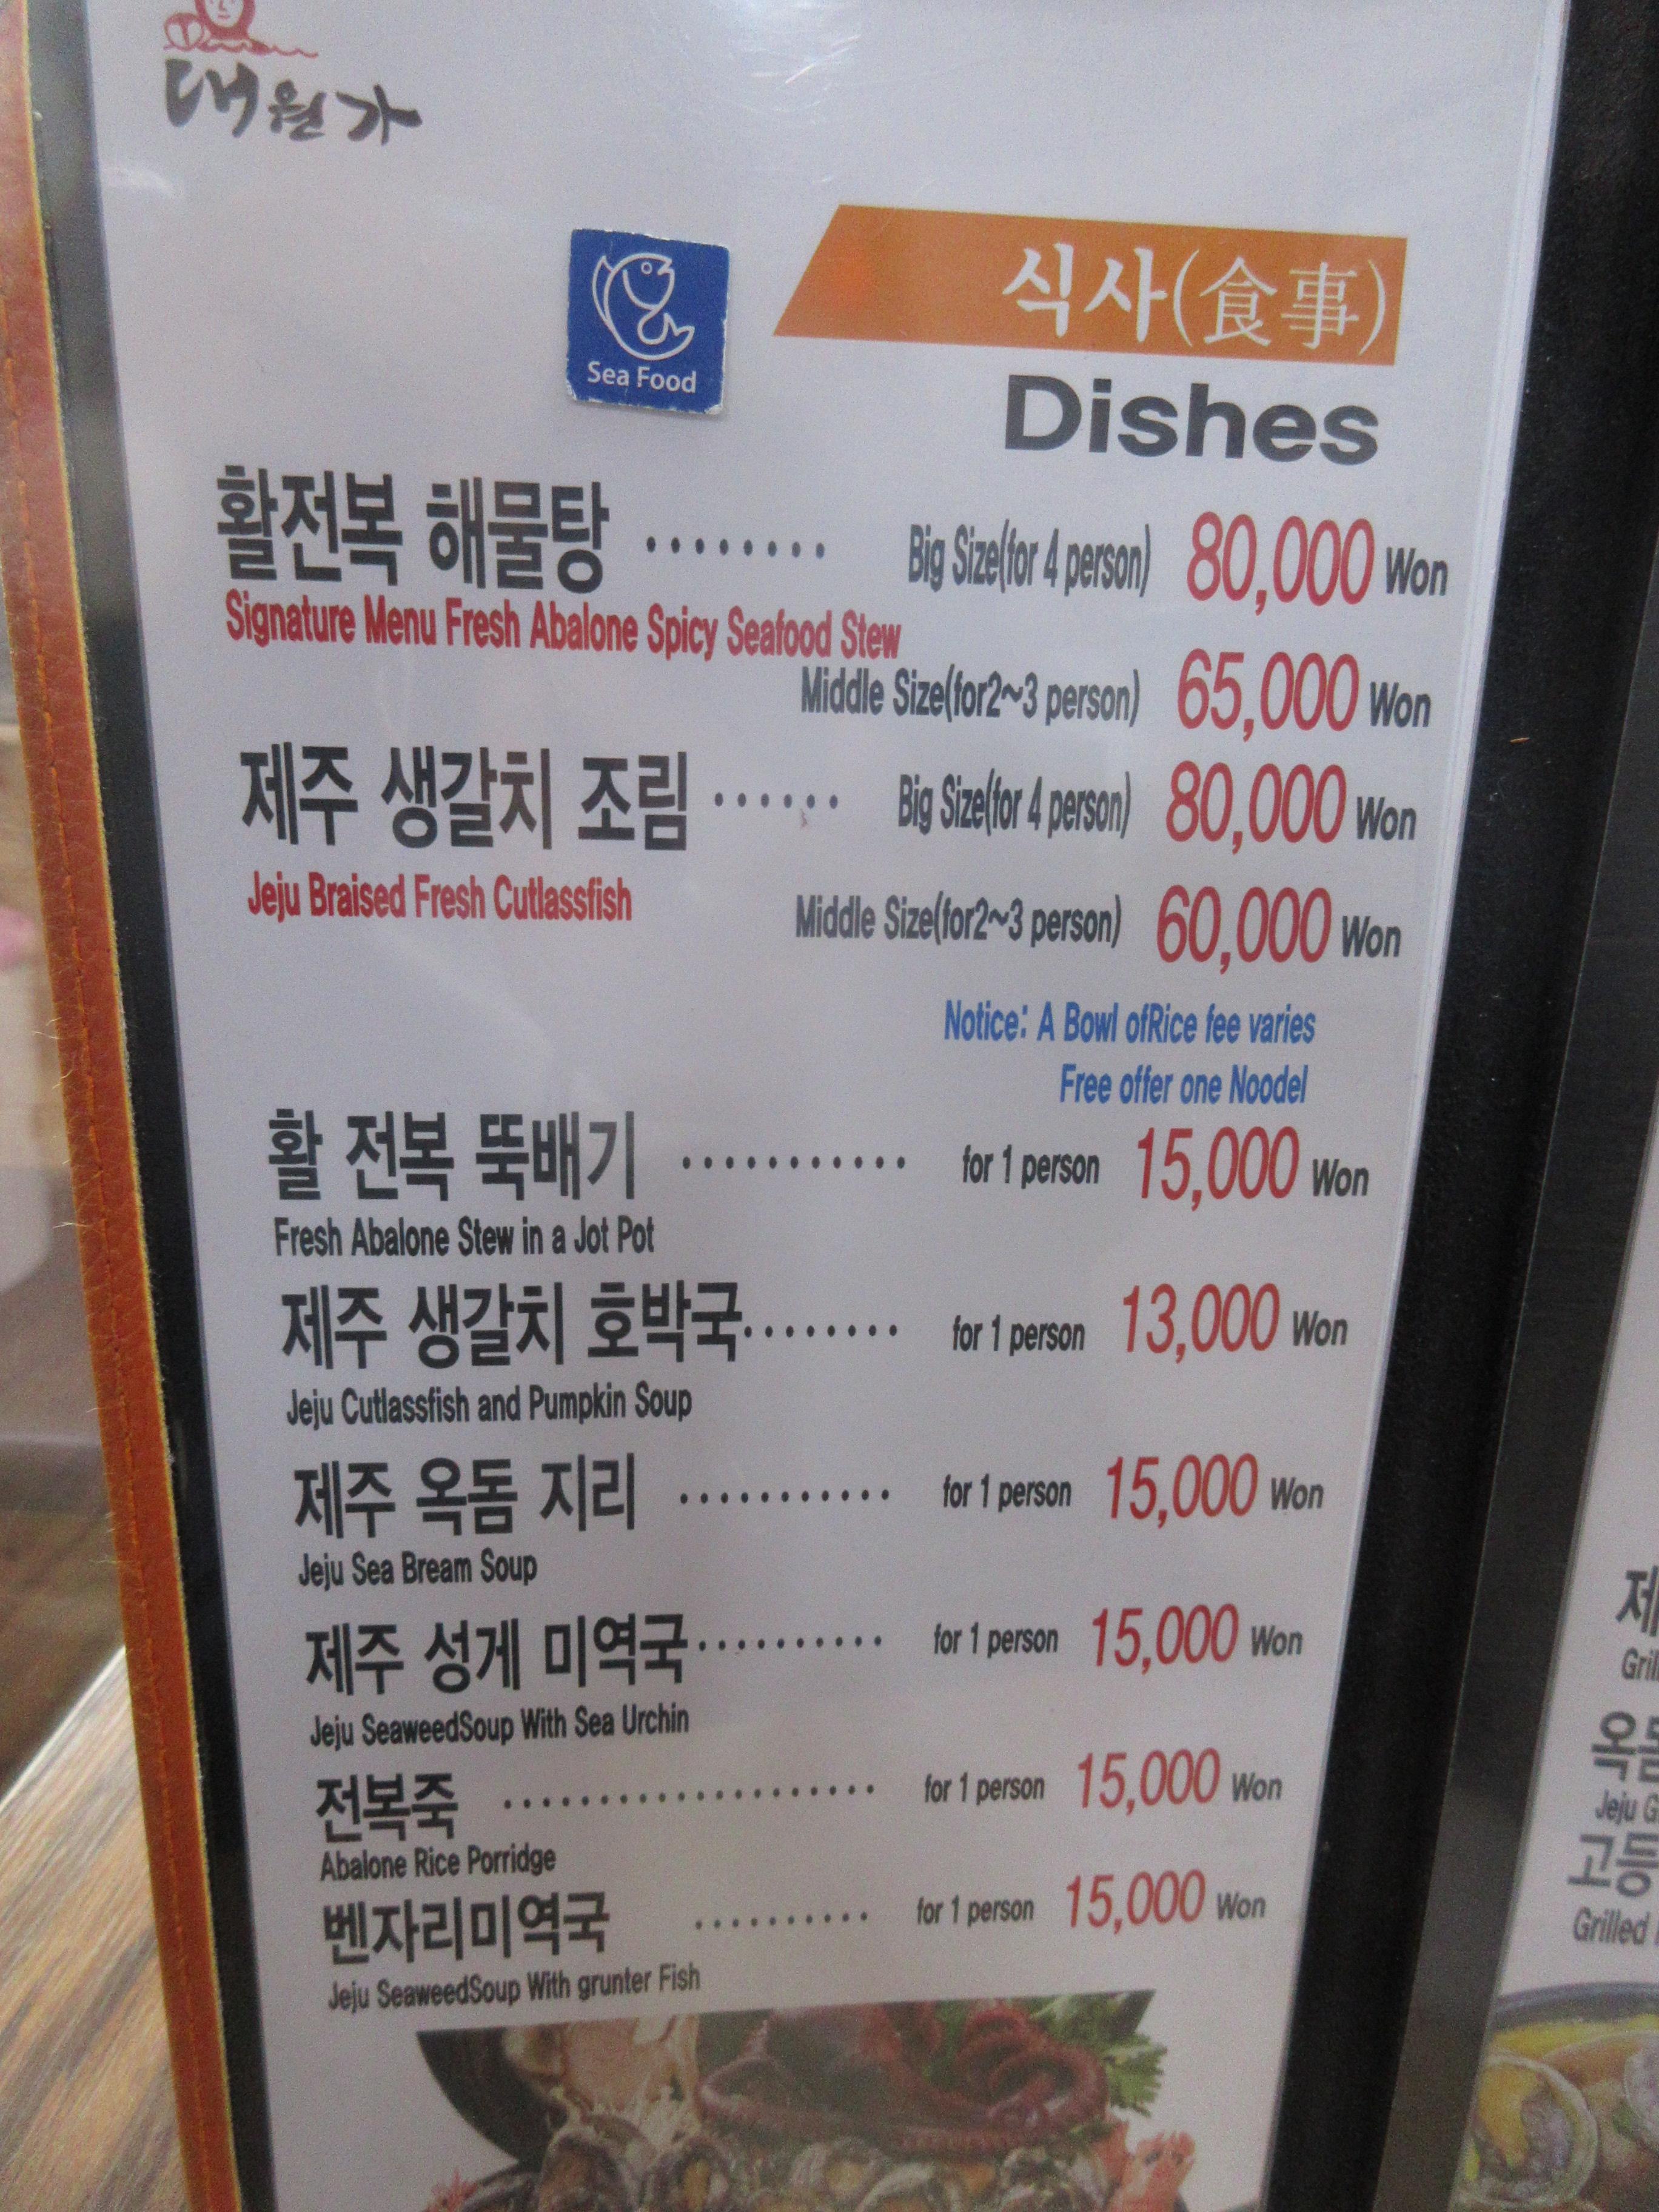 대원가
식사(食事)
Sea Food
Dishes
활전복 해물탕 ········ Big Size(for 4 person) 80,000 Won
Signature Menu Fresh Abalone Spicy Seafood Stew
Middle Size(for2~3 person) 65,000 Won
제주 생갈치 조림 ······ Big Size(for 4 person) 80,000 Won
Jeju Braised Fresh Cutlassfish Middle Size(for2~3 person) 60,000 Won
Notice: A Bowl ofRice fee varies
Free offer one Noodel
활 전복 뚝배기 ··········· for 1 person 15,000 Won
Fresh Abalone Stew in a Jot Pot
제주 생갈치 호박국········ for 1 person 13,000 Won
Jeju Cutlassfish and Pumpkin Soup
제주 옥돔 지리 ··········· for 1 person 15,000 Won
Jeju Sea Bream Soup
제주 성게 미역국·········· for 1 person 15,000 Won
Jeju SeaweedSoup With Sea Urchin
전복죽 ···················· for 1 person 15,000 Won
Abalone Rice Porridge
벤자리미역국 ·········· for 1 person 15,000 Won
Jeju SeaweedSoup With grunter Fish
제
Gril
옥돔
Jeju G
고등
Grilled